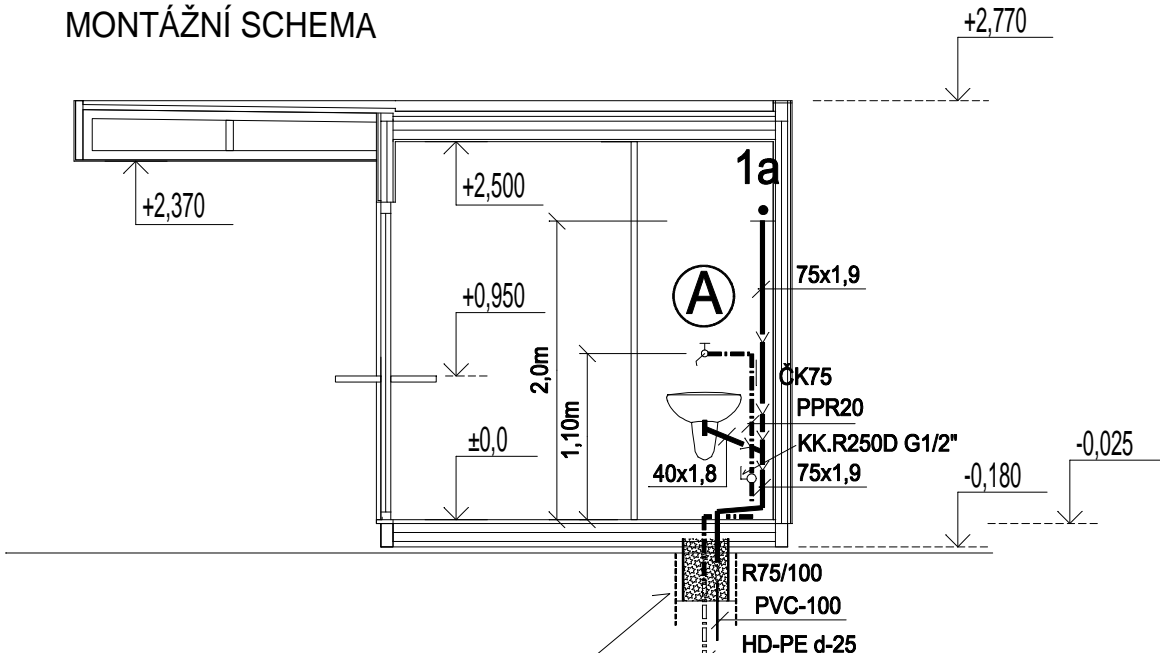 MONTÁŽNÍ SCHEMA
+2,770
1a
+2,500
+2,370
75x1,9
A
+0,950
2,0m
ČK75
1,10m
PPR20
±0,0
KK.R250D G1/2"
-0,025
40x1,8
75x1,9
-0,180
R75/100
PVC-100
HD-PE d-25